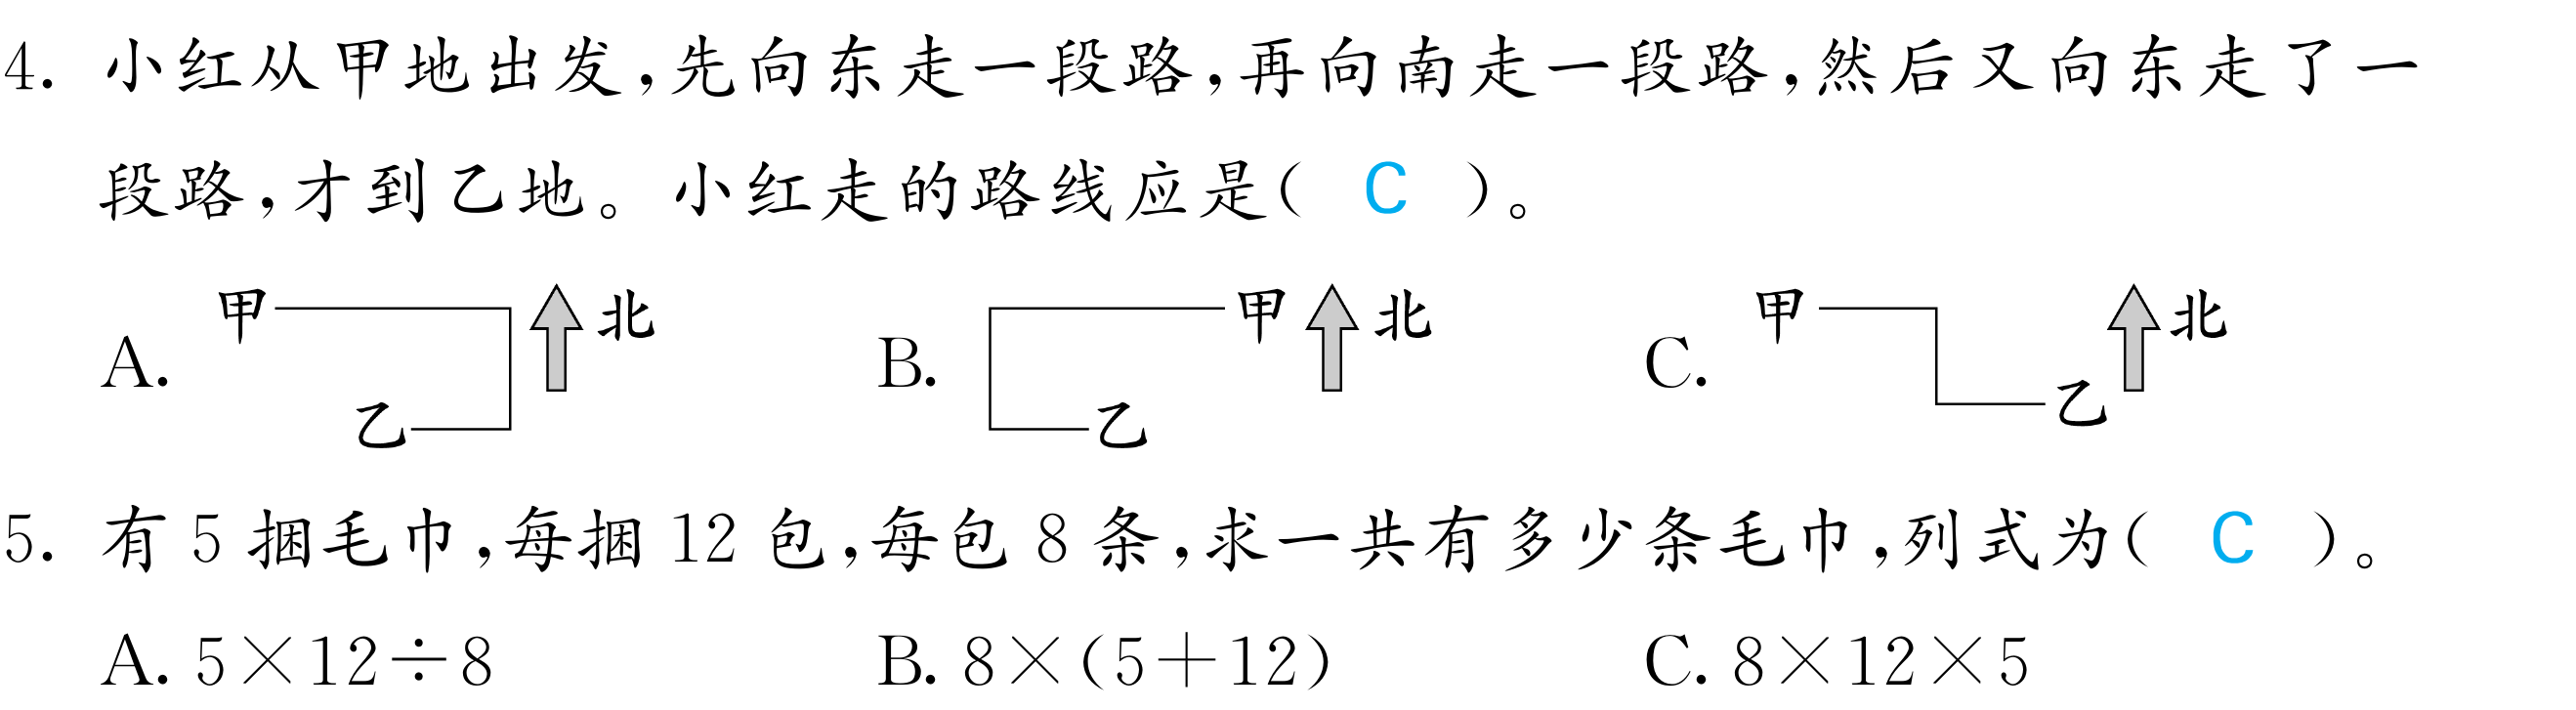 4. 小红从甲地出发,先向东走一段路,再向南走一段路,然后又向东走了一
段路,才到乙地。小红走的路线应是( C )。
A. 甲 乙 北 B. 甲 乙 北 C. 甲 乙 北
5. 有 5 捆毛巾,每捆 12 包,每包 8 条,求一共有多少条毛巾,列式为( C )。
A. 5×12÷8 B. 8×(5+12) C. 8×12×5